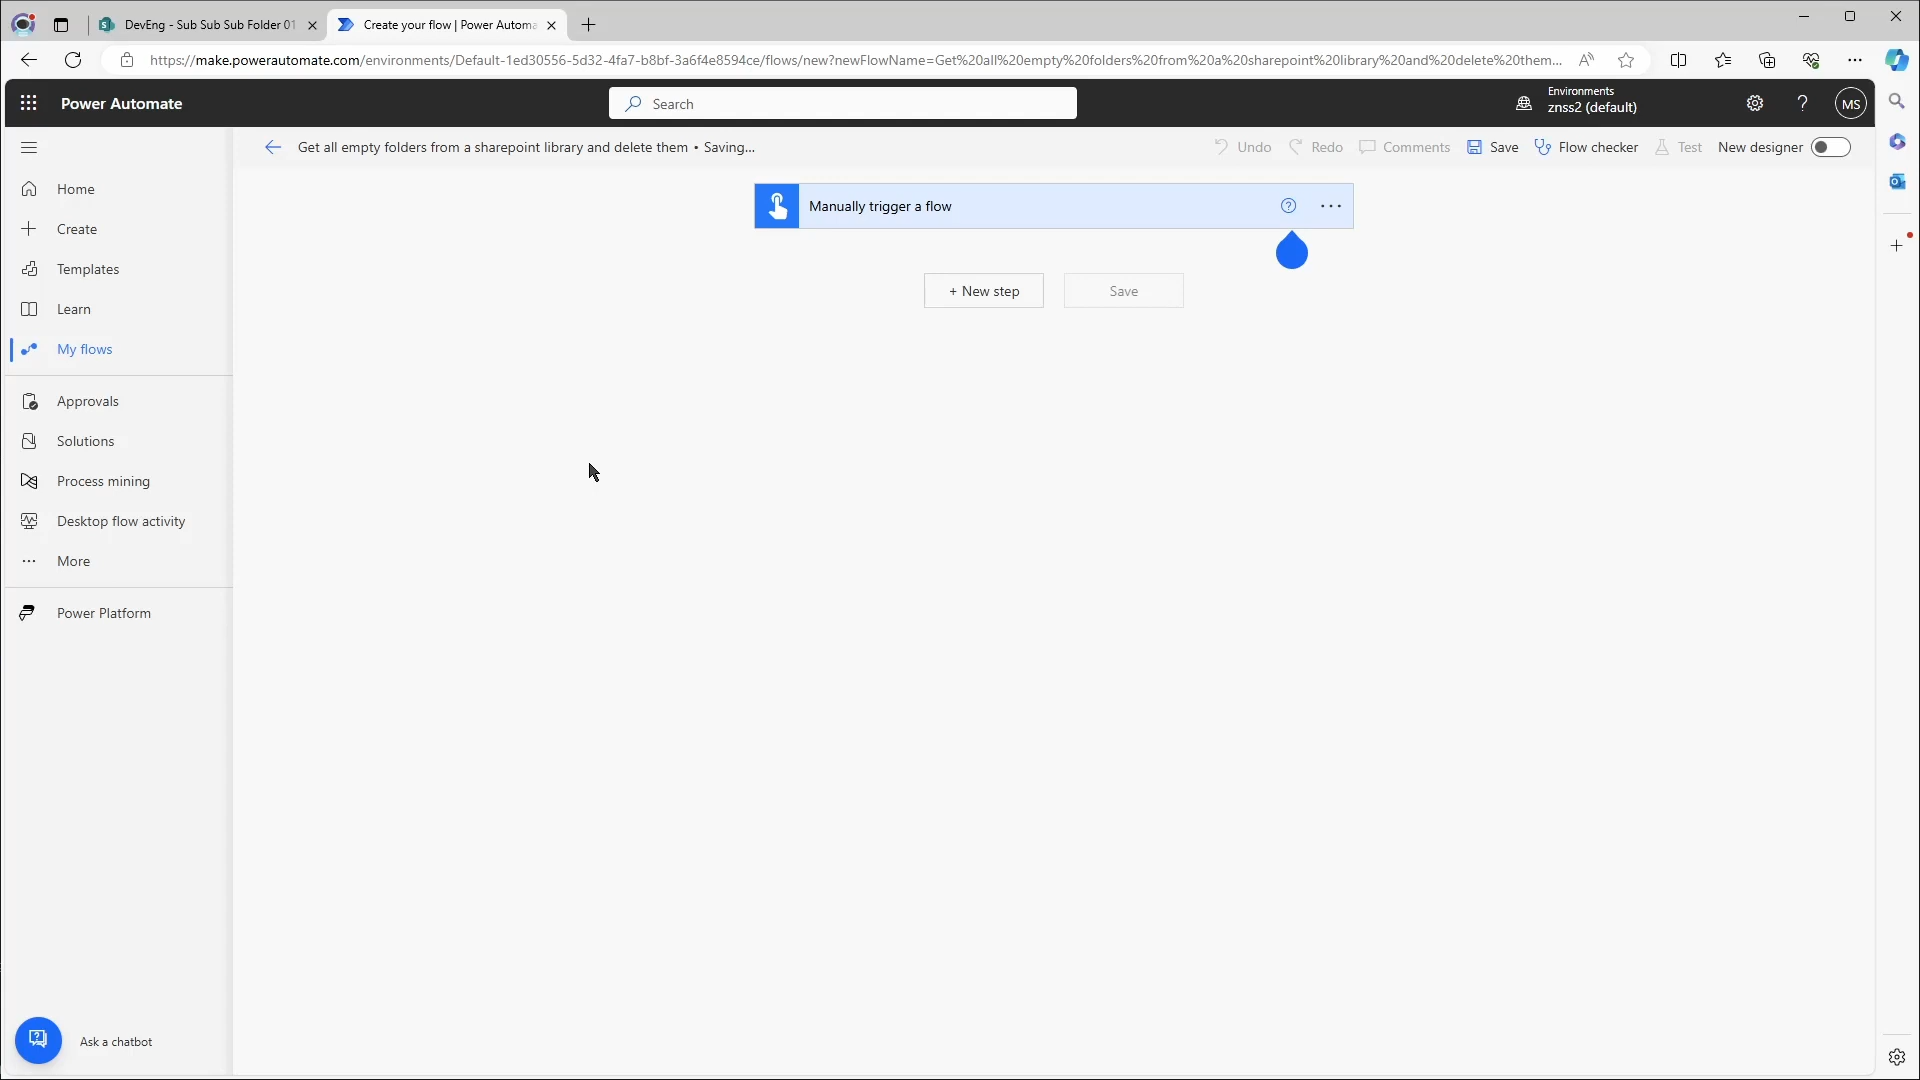 DevEng - Sub Sub Sub Folder 01
Create your flow | Power Automa
https://make.powerautomate.com/environments/Default-1ed30556-5d32-4fa7-b8bf-3a6f4e8594ce/flows/new?newFlowName=Get%20all%20empty%20folders%20from%20a%20sharepoint%20library%20and%20delete%20them...
Power Automate
Search
Environments
znss2 (default)
MS
Get all empty folders from a sharepoint library and delete them • Saving...
Undo
Redo
Comments
Save
Flow checker
Test
New designer
Home
Create
Templates
Learn
My flows
Approvals
Solutions
Process mining
Desktop flow activity
More
Power Platform
Manually trigger a flow
+ New step
Save
Ask a chatbot